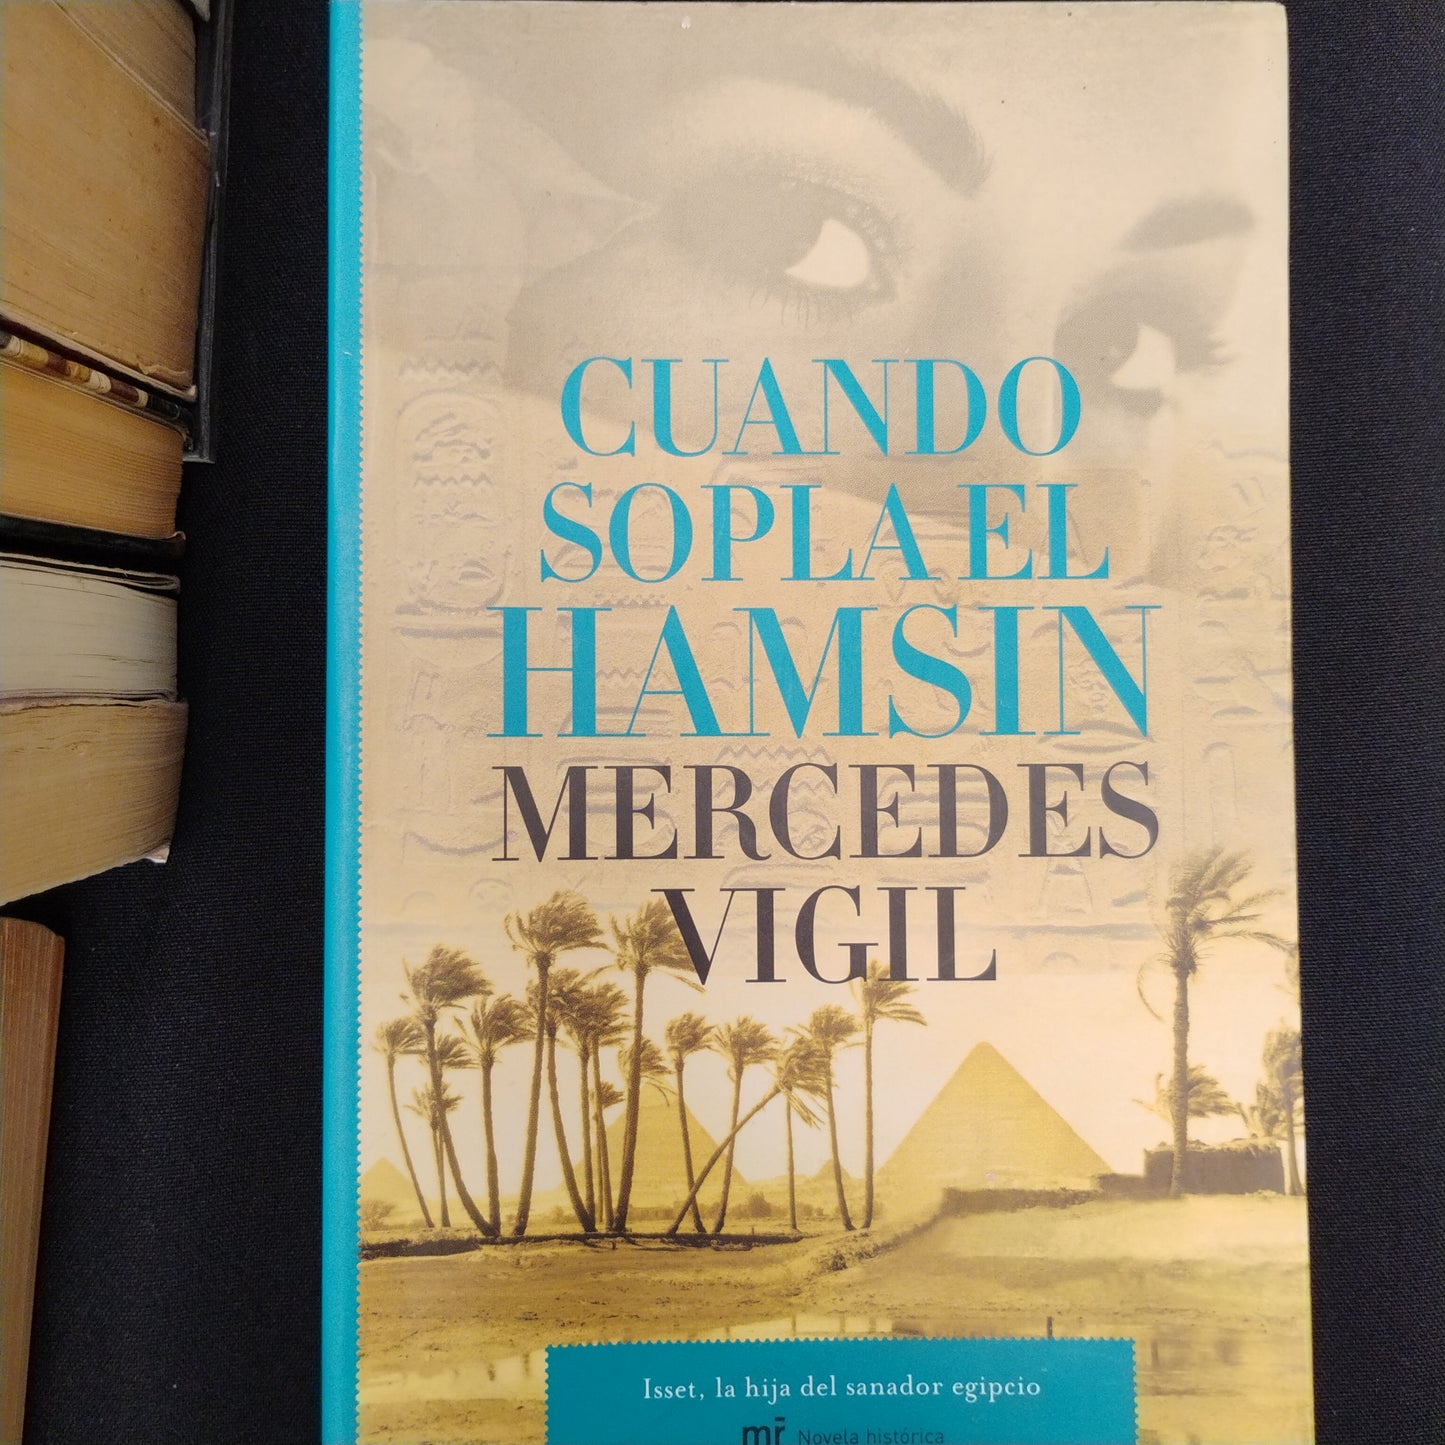 CUANDO
SOPLA EL
HAMSIN
MERCEDES
VIGIL
Isset, la hija del sanador egipcio
mr Novela histórica